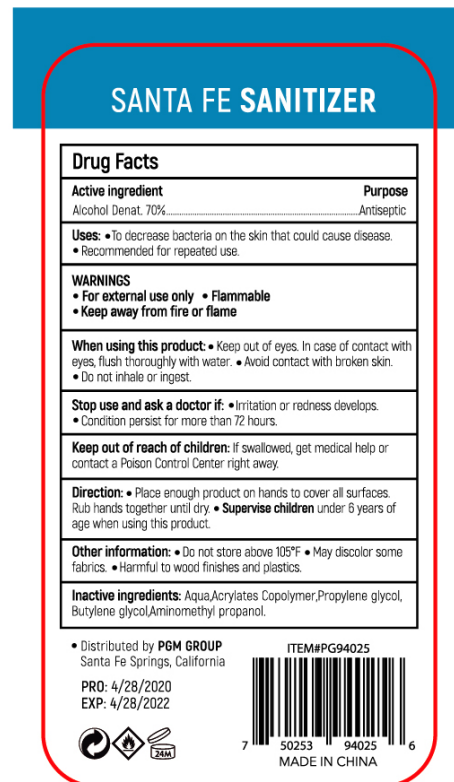 SANTA FE SANITIZER
Drug Facts
Active ingredient Purpose
Alcohol Denat. 70%.....................................................Antiseptic
Uses: • To decrease bacteria on the skin that could cause disease.
• Recommended for repeated use.
WARNINGS
• For external use only • Flammable
• Keep away from fire or flame
When using this product: • Keep out of eyes. In case of contact with
eyes, flush thoroughly with water. • Avoid contact with broken skin.
• Do not inhale or ingest.
Stop use and ask a doctor if: • Irritation or redness develops.
• Condition persist for more than 72 hours.
Keep out of reach of children: If swallowed, get medical help or
contact a Poison Control Center right away.
Direction: • Place enough product on hands to cover all surfaces.
Rub hands together until dry. • Supervise children under 6 years of
age when using this product.
Other information: • Do not store above 105°F • May discolor some
fabrics. • Harmful to wood finishes and plastics.
Inactive ingredients: Aqua,Acrylates Copolymer,Propylene glycol,
Butylene glycol,Aminomethyl propanol.
• Distributed by PGM GROUP
Santa Fe Springs, California
PRO: 4/28/2020
EXP: 4/28/2022
24M
ITEM#PG94025
7 50253 94025 6
MADE IN CHINA